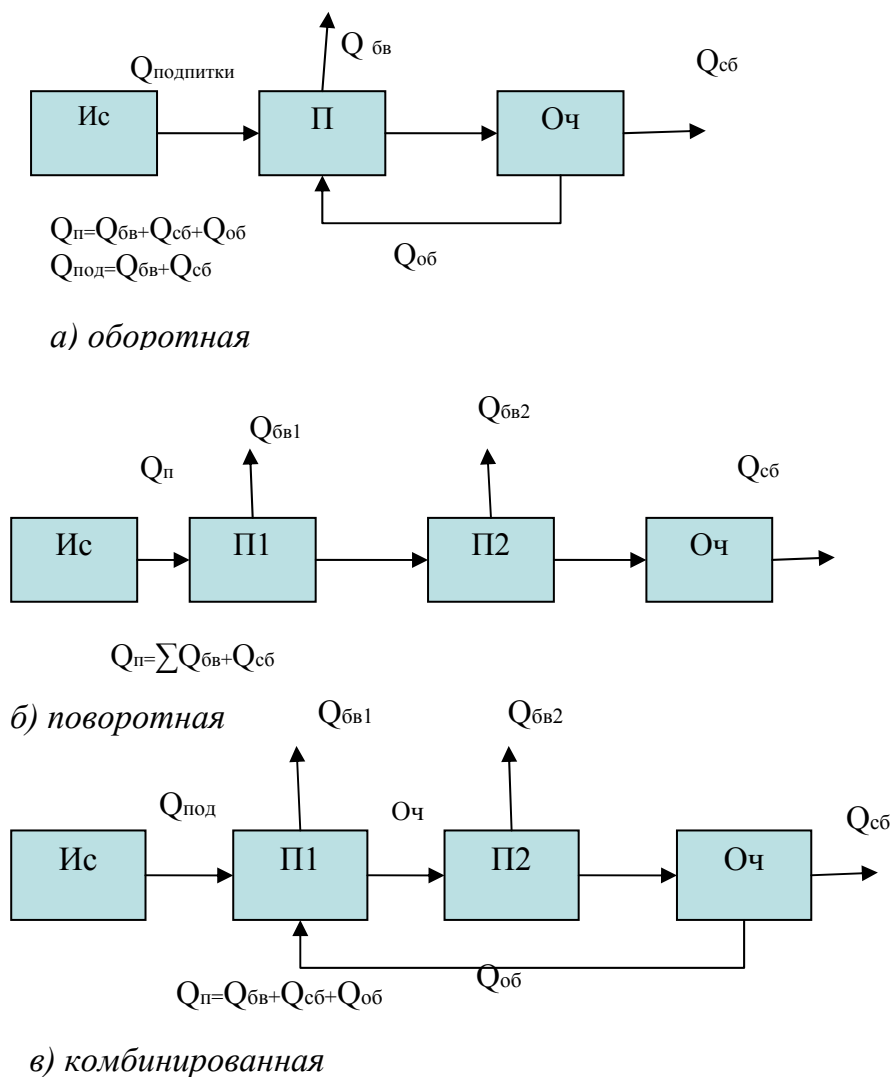 Q бв
Qподпитки
Qсб
Ис
П
Оч
Qп=Qбв+Qсб+Qоб
Qоб
Qпод=Qбв+Qсб
а) оборотная
Qбв1
Qбв2
Qп
Qсб
Ис
П1
П2
Оч
Qп=∑Qбв+Qсб
б) поворотная
Qбв1
Qбв2
Qпод
Оч
Qсб
Ис
П1
П2
Оч
Qп=Qбв+Qсб+Qоб
Qоб
в) комбинированная